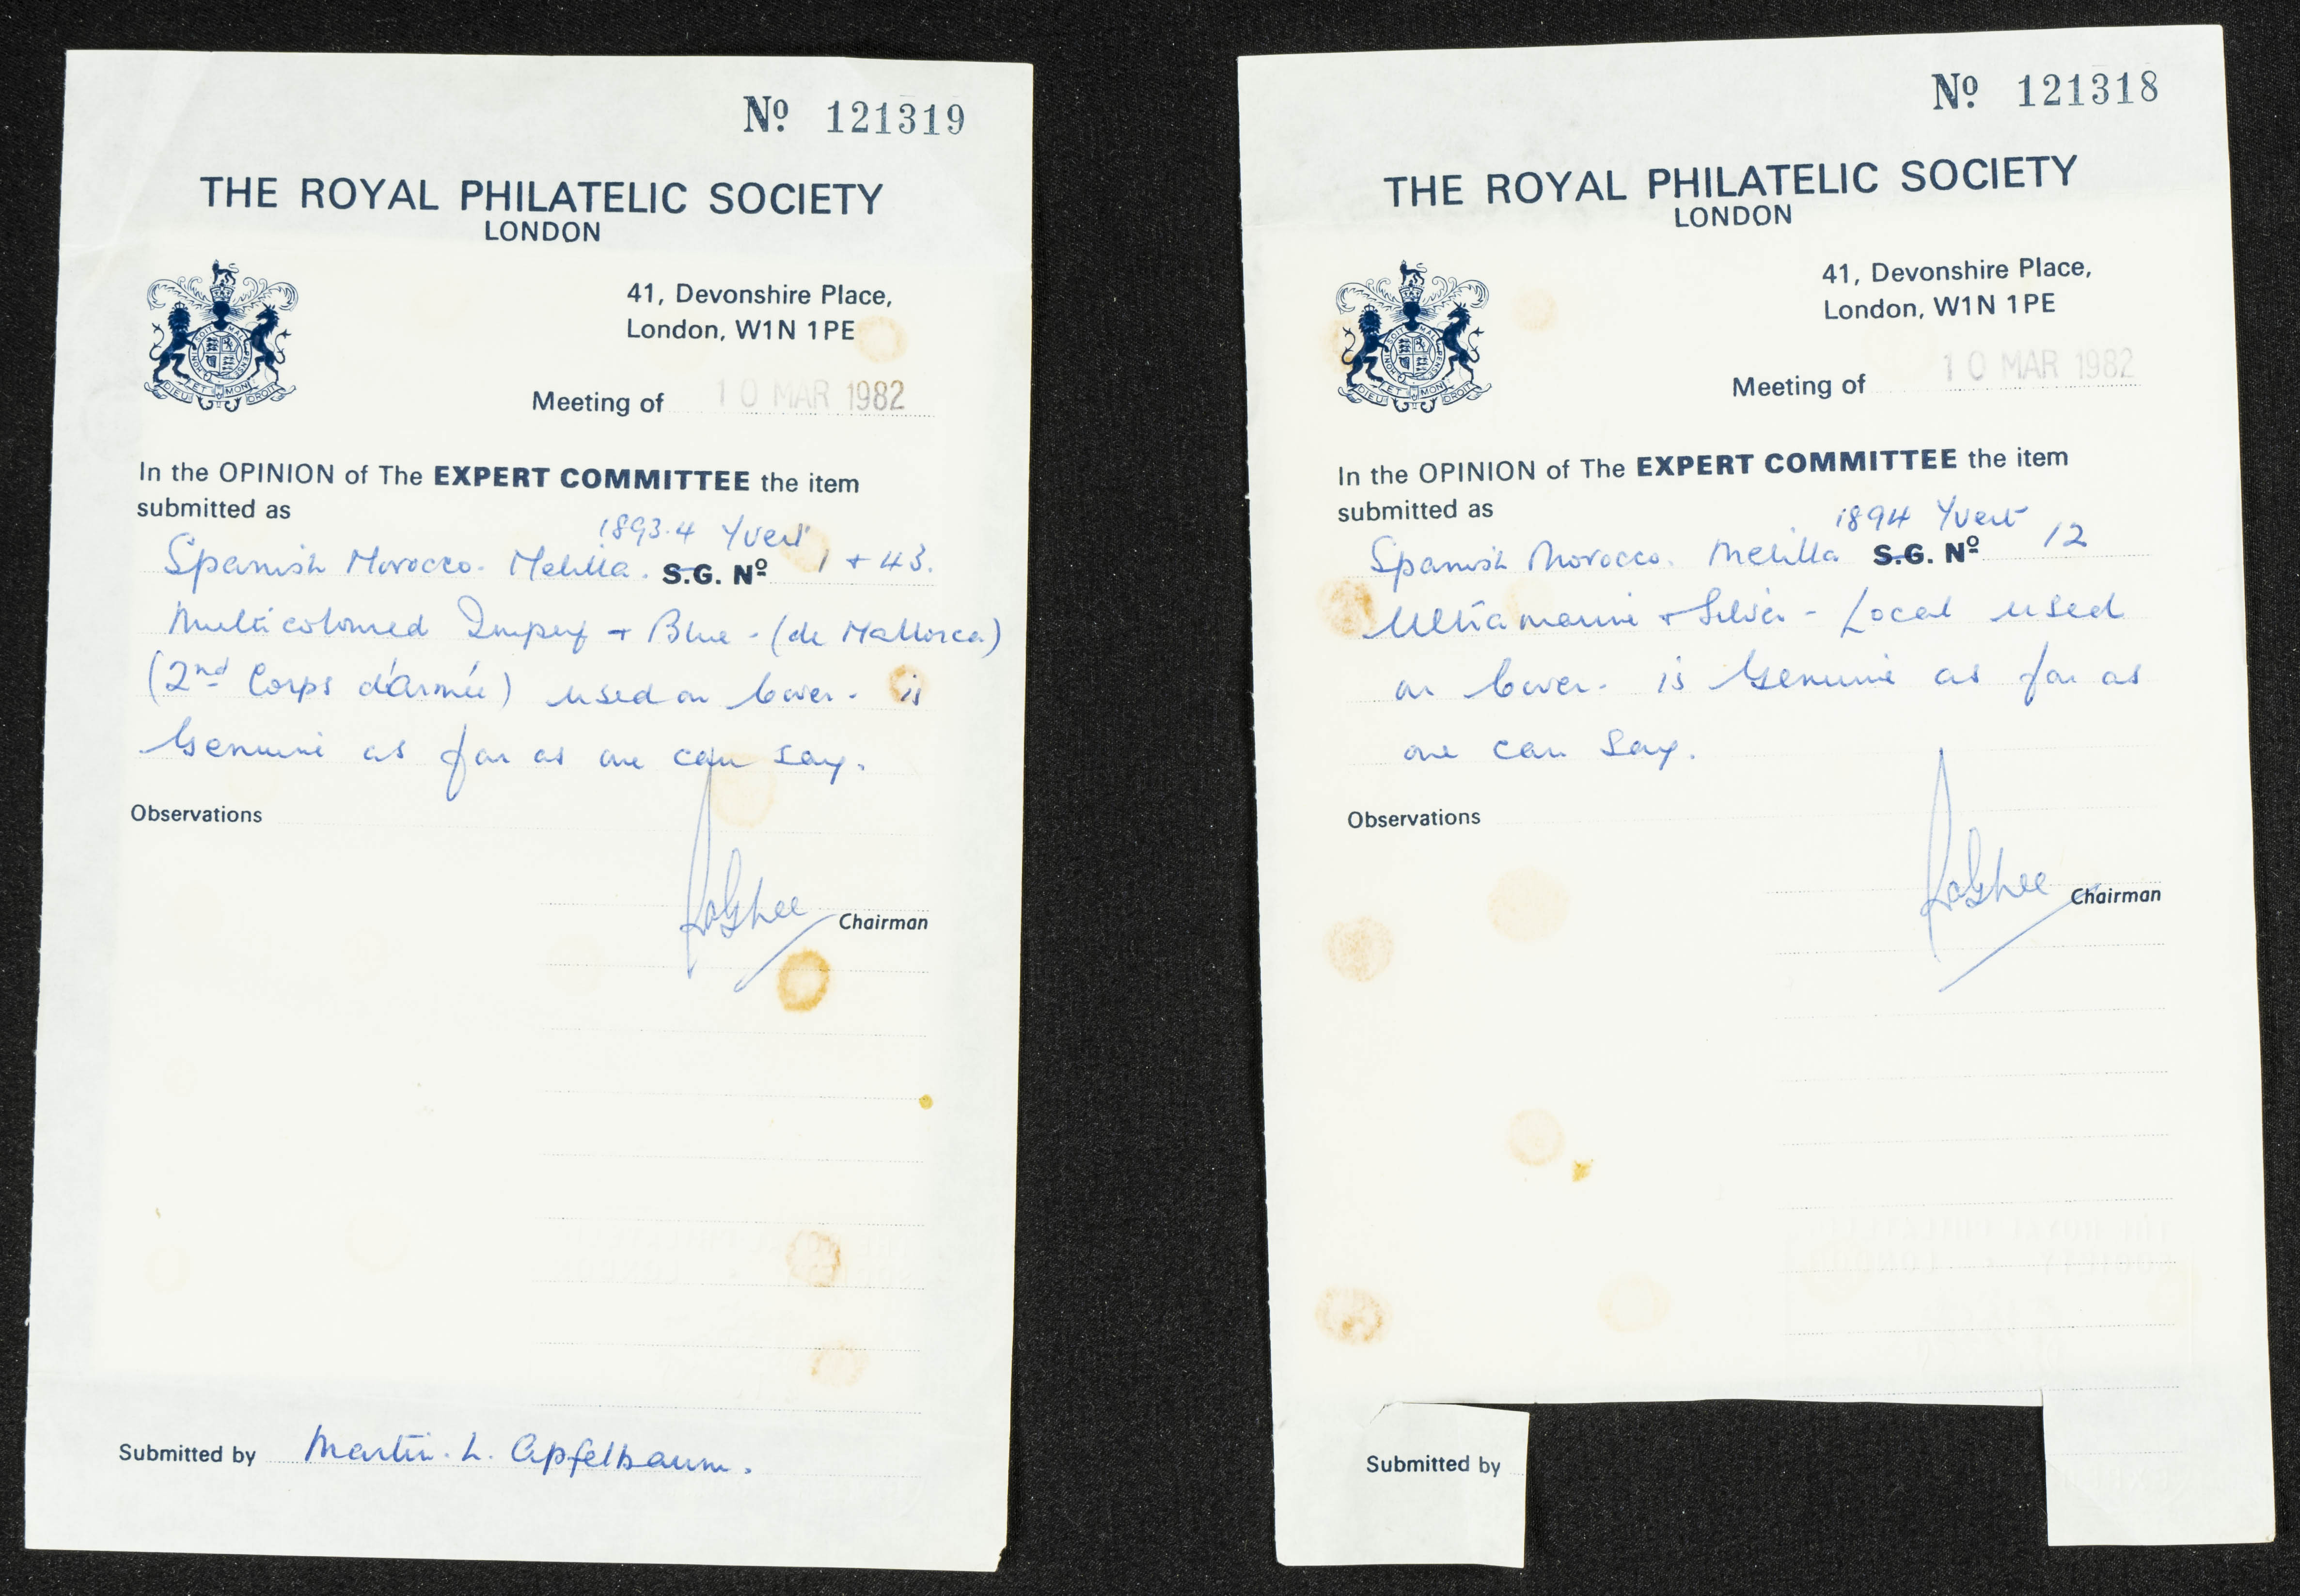 Nº 121319
THE ROYAL PHILATELIC SOCIETY
LONDON
41, Devonshire Place,
London, W1N 1PE
Meeting of 10 MAR 1982
In the OPINION of The EXPERT COMMITTEE the item
submitted as
1893.4 Yvert
Spanish Morocco. Melilla. S.G. Nº 1 + 43.
Multicoloured Imperf + Blue - (de Mallorca)
(2nd Corps d'armée) used on cover. is
Genuine as far as one can say.
Observations
Chairman
Submitted by Martin. L. Apfelbaum.
Nº 121318
THE ROYAL PHILATELIC SOCIETY
LONDON
41, Devonshire Place,
London, W1N 1PE
Meeting of 10 MAR 1982
In the OPINION of The EXPERT COMMITTEE the item
submitted as
1894 Yvert
Spanish Morocco. Melilla S.G. Nº 12
Ultramarine + Silver - Local used
on cover. is Genuine as far as
one can say.
Observations
Chairman
Submitted by